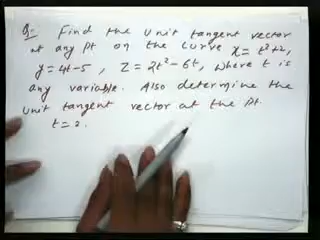 Q:- Find the unit tangent vector
at any pt on the curve x = t²+2,
y = 4t-5, z = 2t²-6t, where t is
any variable. Also determine the
unit tangent vector at the pt.
t = 2.